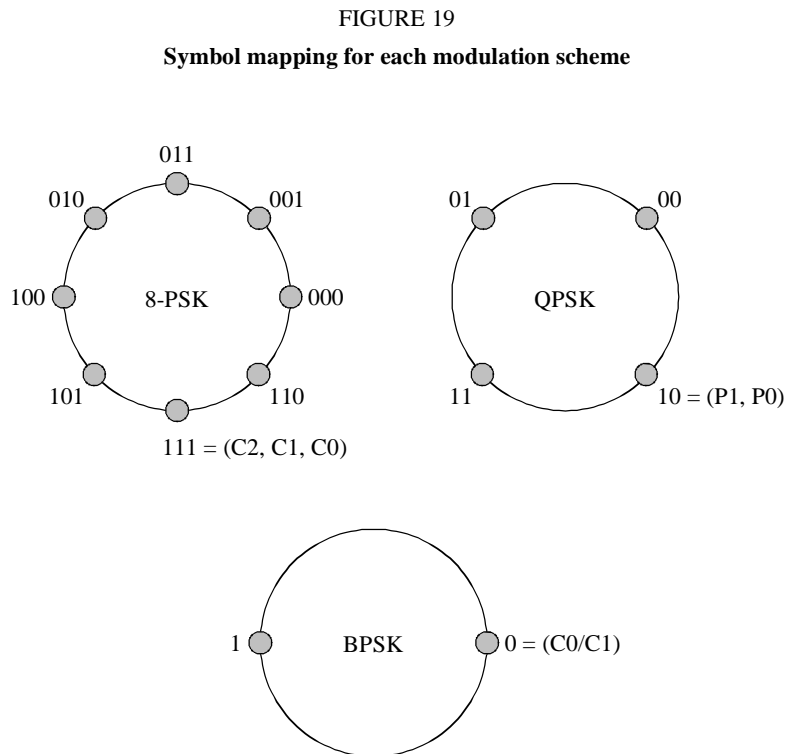 FIGURE 19
Symbol mapping for each modulation scheme
011
010
001
100
8-PSK
000
101
110
111 = (C2, C1, C0)
01
00
QPSK
11
10 = (P1, P0)
1
BPSK
0 = (C0/C1)